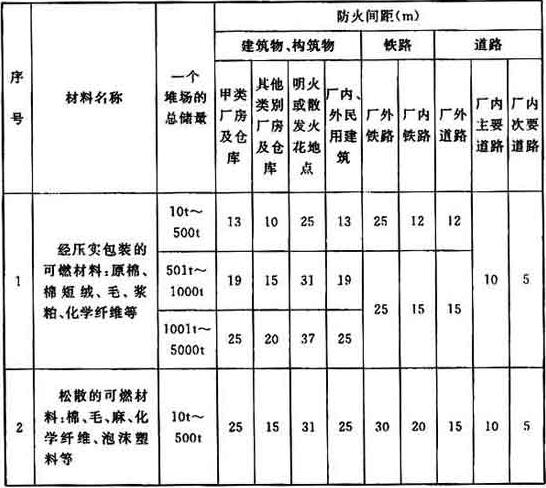 防火间距(m)
建筑物、构筑物 铁路 道路
序号 材料名称 一个堆场的总储量 甲类厂房及仓库 其他类别厂房及仓库 明火或散发火花地点 厂内、外民用建筑 厂外铁路 厂内铁路 厂外道路 厂内主要道路 厂内次要道路
1
经压实包装的
可燃材料:原棉、
棉短绒、毛、浆
粕、化学纤维等
10t～
500t
13 10 25 13 25 12 12
501t～
1000t
19 15 31 19
25 15 15
10 5
1001t～
5000t
25 20 37 25
2
松散的可燃材
料:棉、毛、麻、化
学纤维、泡沫塑
料等
10t～
500t
25 15 31 25 30 20 15 10 5